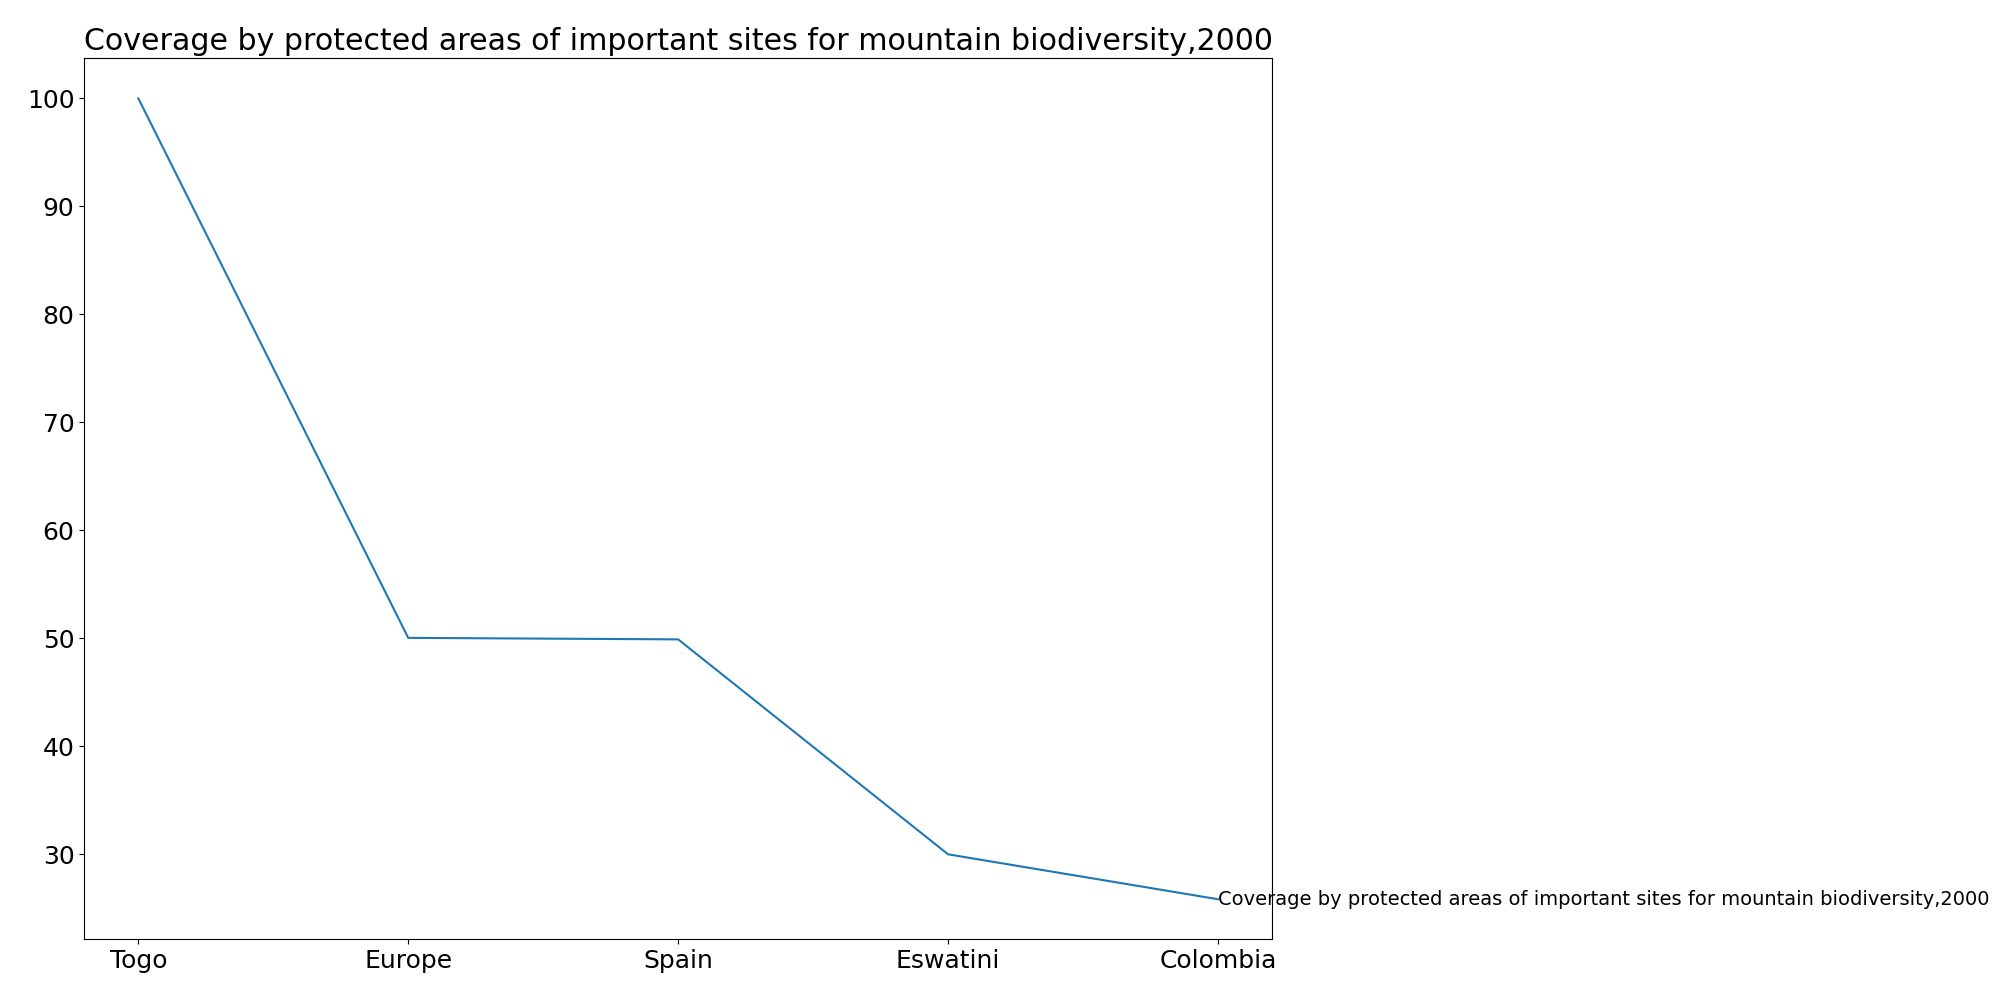 Coverage by protected areas of important sites for mountain biodiversity,2000
100
90
80
70
60
50
40
30
Coverage by protected areas of important sites for mountain biodiversity,2000
Togo Europe Spain Eswatini Colombia